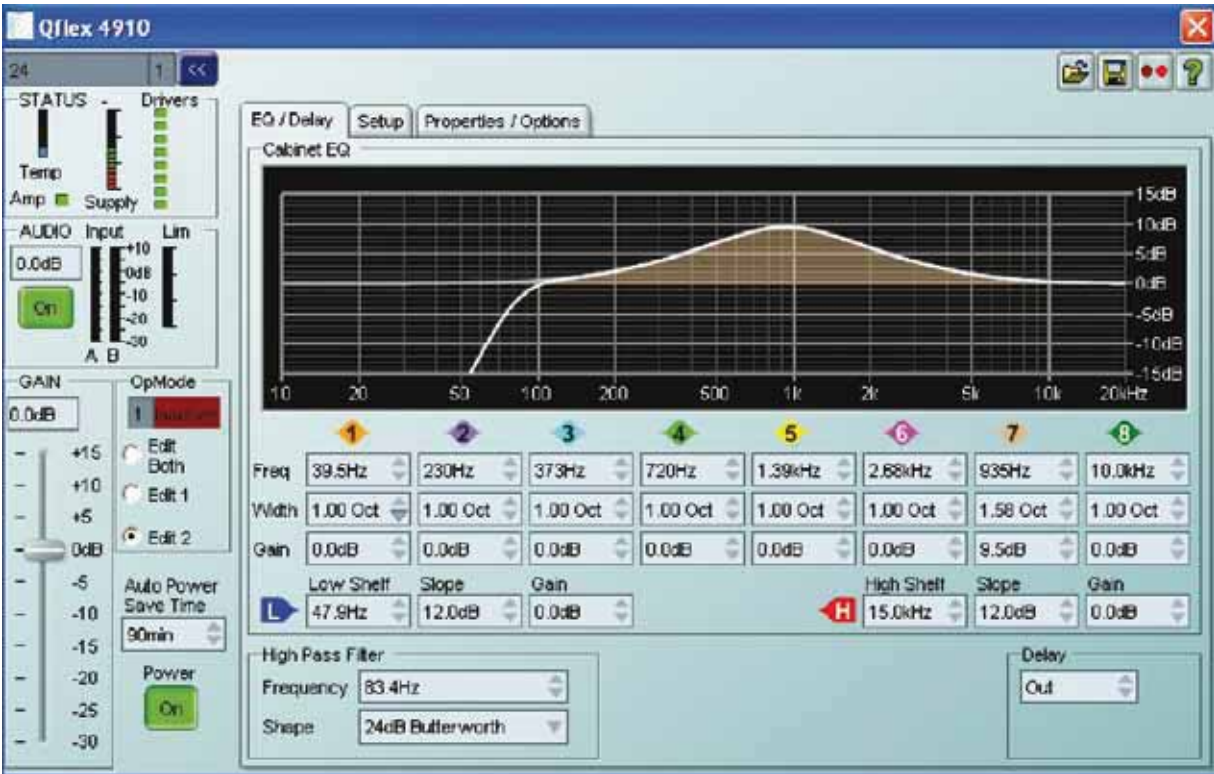 Qflex 4910
24 1 <<
STATUS - Drivers
Temp
Amp Supply
AUDIO Input Lim
0.0dB
+10
0dB
-10
-20
-30
On
A B
GAIN
0.0dB
+15
+10
+5
0dB
-5
-10
-15
-20
-25
-30
OpMode
1
Edit Both
Edit 1
Edit 2
Auto Power
Save Time
90min
Power
On
EQ / Delay Setup Properties / Options
Cabinet EQ
15dB
10dB
5dB
0dB
-5dB
-10dB
-15dB
10 20 50 100 200 500 1k 2k 5k 10k 20kHz
1 2 3 4 5 6 7 8
Freq 39.5Hz 230Hz 373Hz 720Hz 1.39kHz 2.68kHz 935Hz 10.0kHz
Width 1.00 Oct 1.00 Oct 1.00 Oct 1.00 Oct 1.00 Oct 1.00 Oct 1.58 Oct 1.00 Oct
Gain 0.0dB 0.0dB 0.0dB 0.0dB 0.0dB 0.0dB 9.5dB 0.0dB
Low Shelf Slope Gain High Shelf Slope Gain
L 47.9Hz 12.0dB 0.0dB H 15.0kHz 12.0dB 0.0dB
High Pass Filter
Frequency 83.4Hz
Shape 24dB Butterworth
Delay
Out